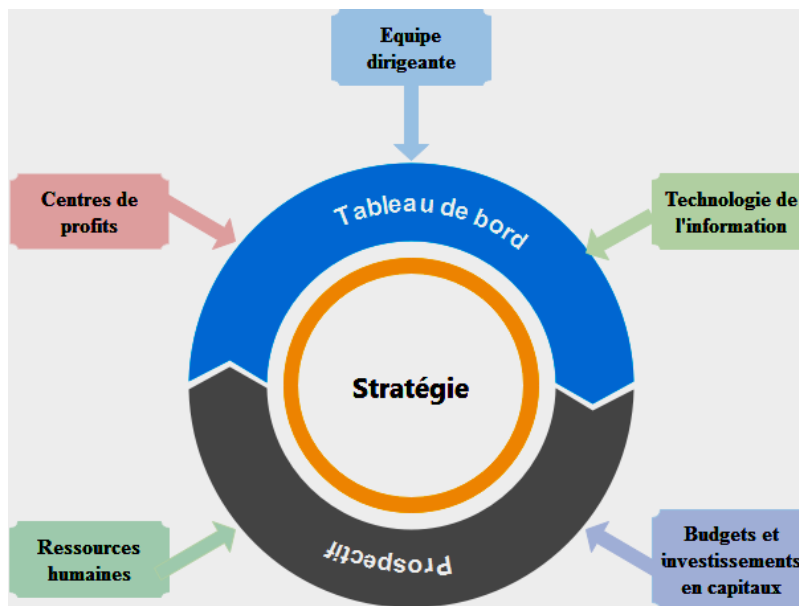 Equipe
dirigeante
Centres de
profits
Technologie de
l'information
Tableau de bord
Stratégie
Prospectif
Ressources
humaines
Budgets et
investissements
en capitaux